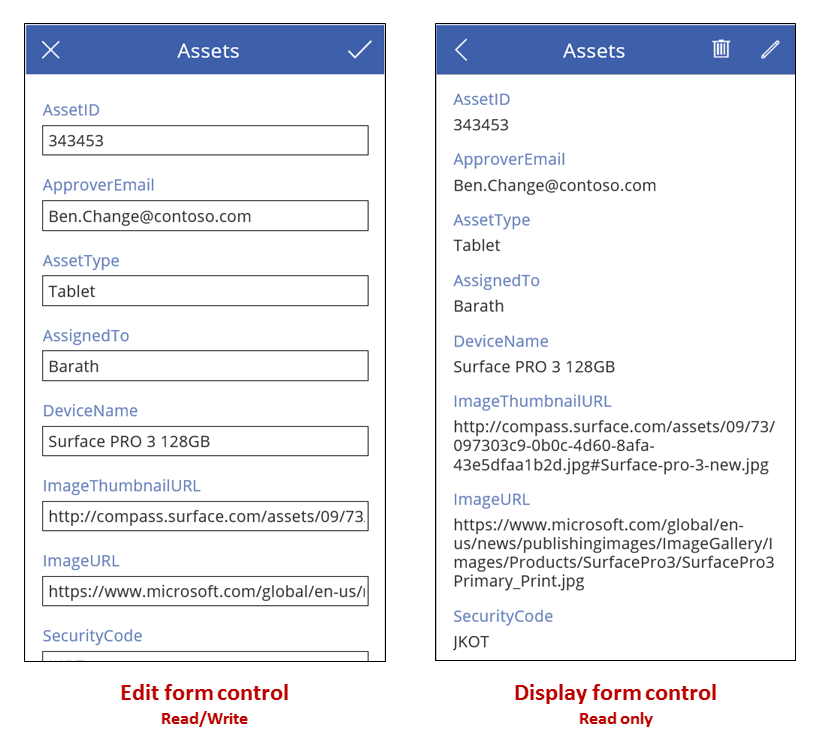 Assets
AssetID
343453
ApproverEmail
Ben.Change@contoso.com
AssetType
Tablet
AssignedTo
Barath
DeviceName
Surface PRO 3 128GB
ImageThumbnailURL
http://compass.surface.com/assets/09/73
ImageURL
https://www.microsoft.com/global/en-us/
SecurityCode
Edit form control
Read/Write
Assets
AssetID
343453
ApproverEmail
Ben.Change@contoso.com
AssetType
Tablet
AssignedTo
Barath
DeviceName
Surface PRO 3 128GB
ImageThumbnailURL
http://compass.surface.com/assets/09/73/
097303c9-0b0c-4d60-8afa-
43e5dfaa1b2d.jpg#Surface-pro-3-new.jpg
ImageURL
https://www.microsoft.com/global/en-
us/news/publishingimages/ImageGallery/I
mages/Products/SurfacePro3/SurfacePro3
Primary_Print.jpg
SecurityCode
JKOT
Display form control
Read only